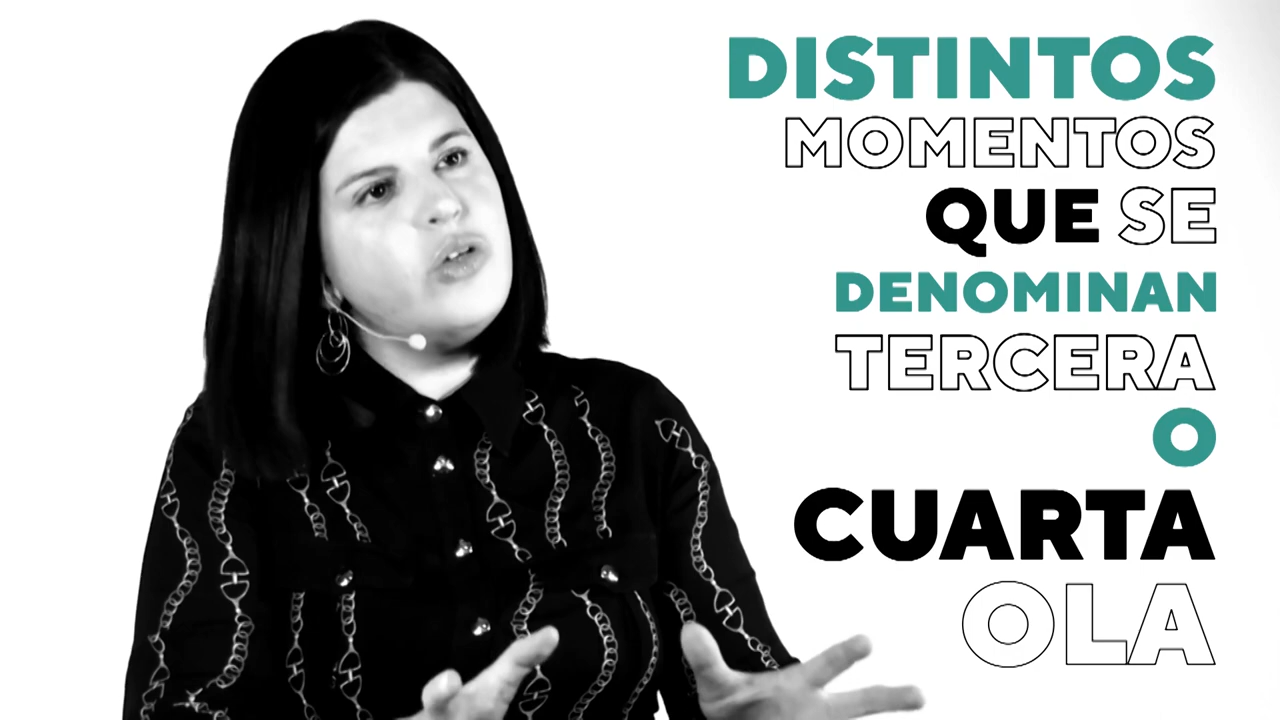 DISTINTOS
MOMENTOS
QUE SE
DENOMINAN
TERCERA
O
CUARTA
OLA